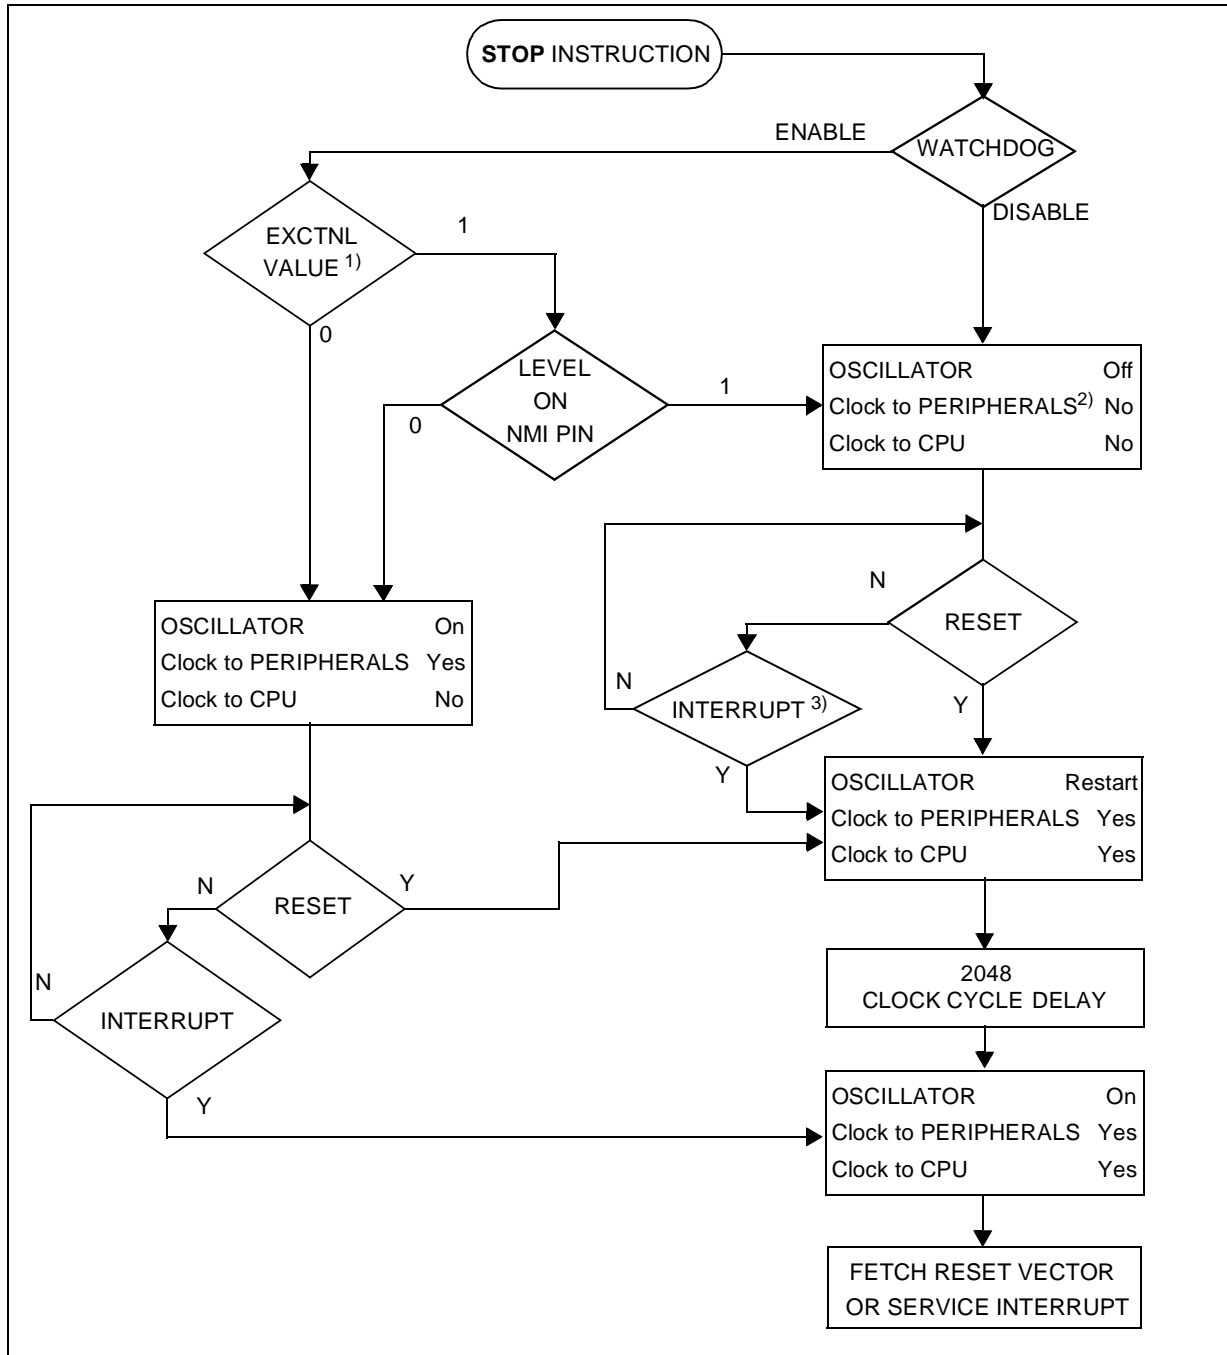 STOP INSTRUCTION
ENABLE
WATCHDOG
DISABLE
EXCTNL
VALUE 1)
1
0
LEVEL
ON
NMI PIN
0
1
OSCILLATOR Off
Clock to PERIPHERALS2) No
Clock to CPU No
OSCILLATOR On
Clock to PERIPHERALS Yes
Clock to CPU No
N
RESET
Y
N
INTERRUPT 3)
Y
OSCILLATOR Restart
Clock to PERIPHERALS Yes
Clock to CPU Yes
N
RESET
Y
N
INTERRUPT
Y
2048
CLOCK CYCLE DELAY
OSCILLATOR On
Clock to PERIPHERALS Yes
Clock to CPU Yes
FETCH RESET VECTOR
OR SERVICE INTERRUPT